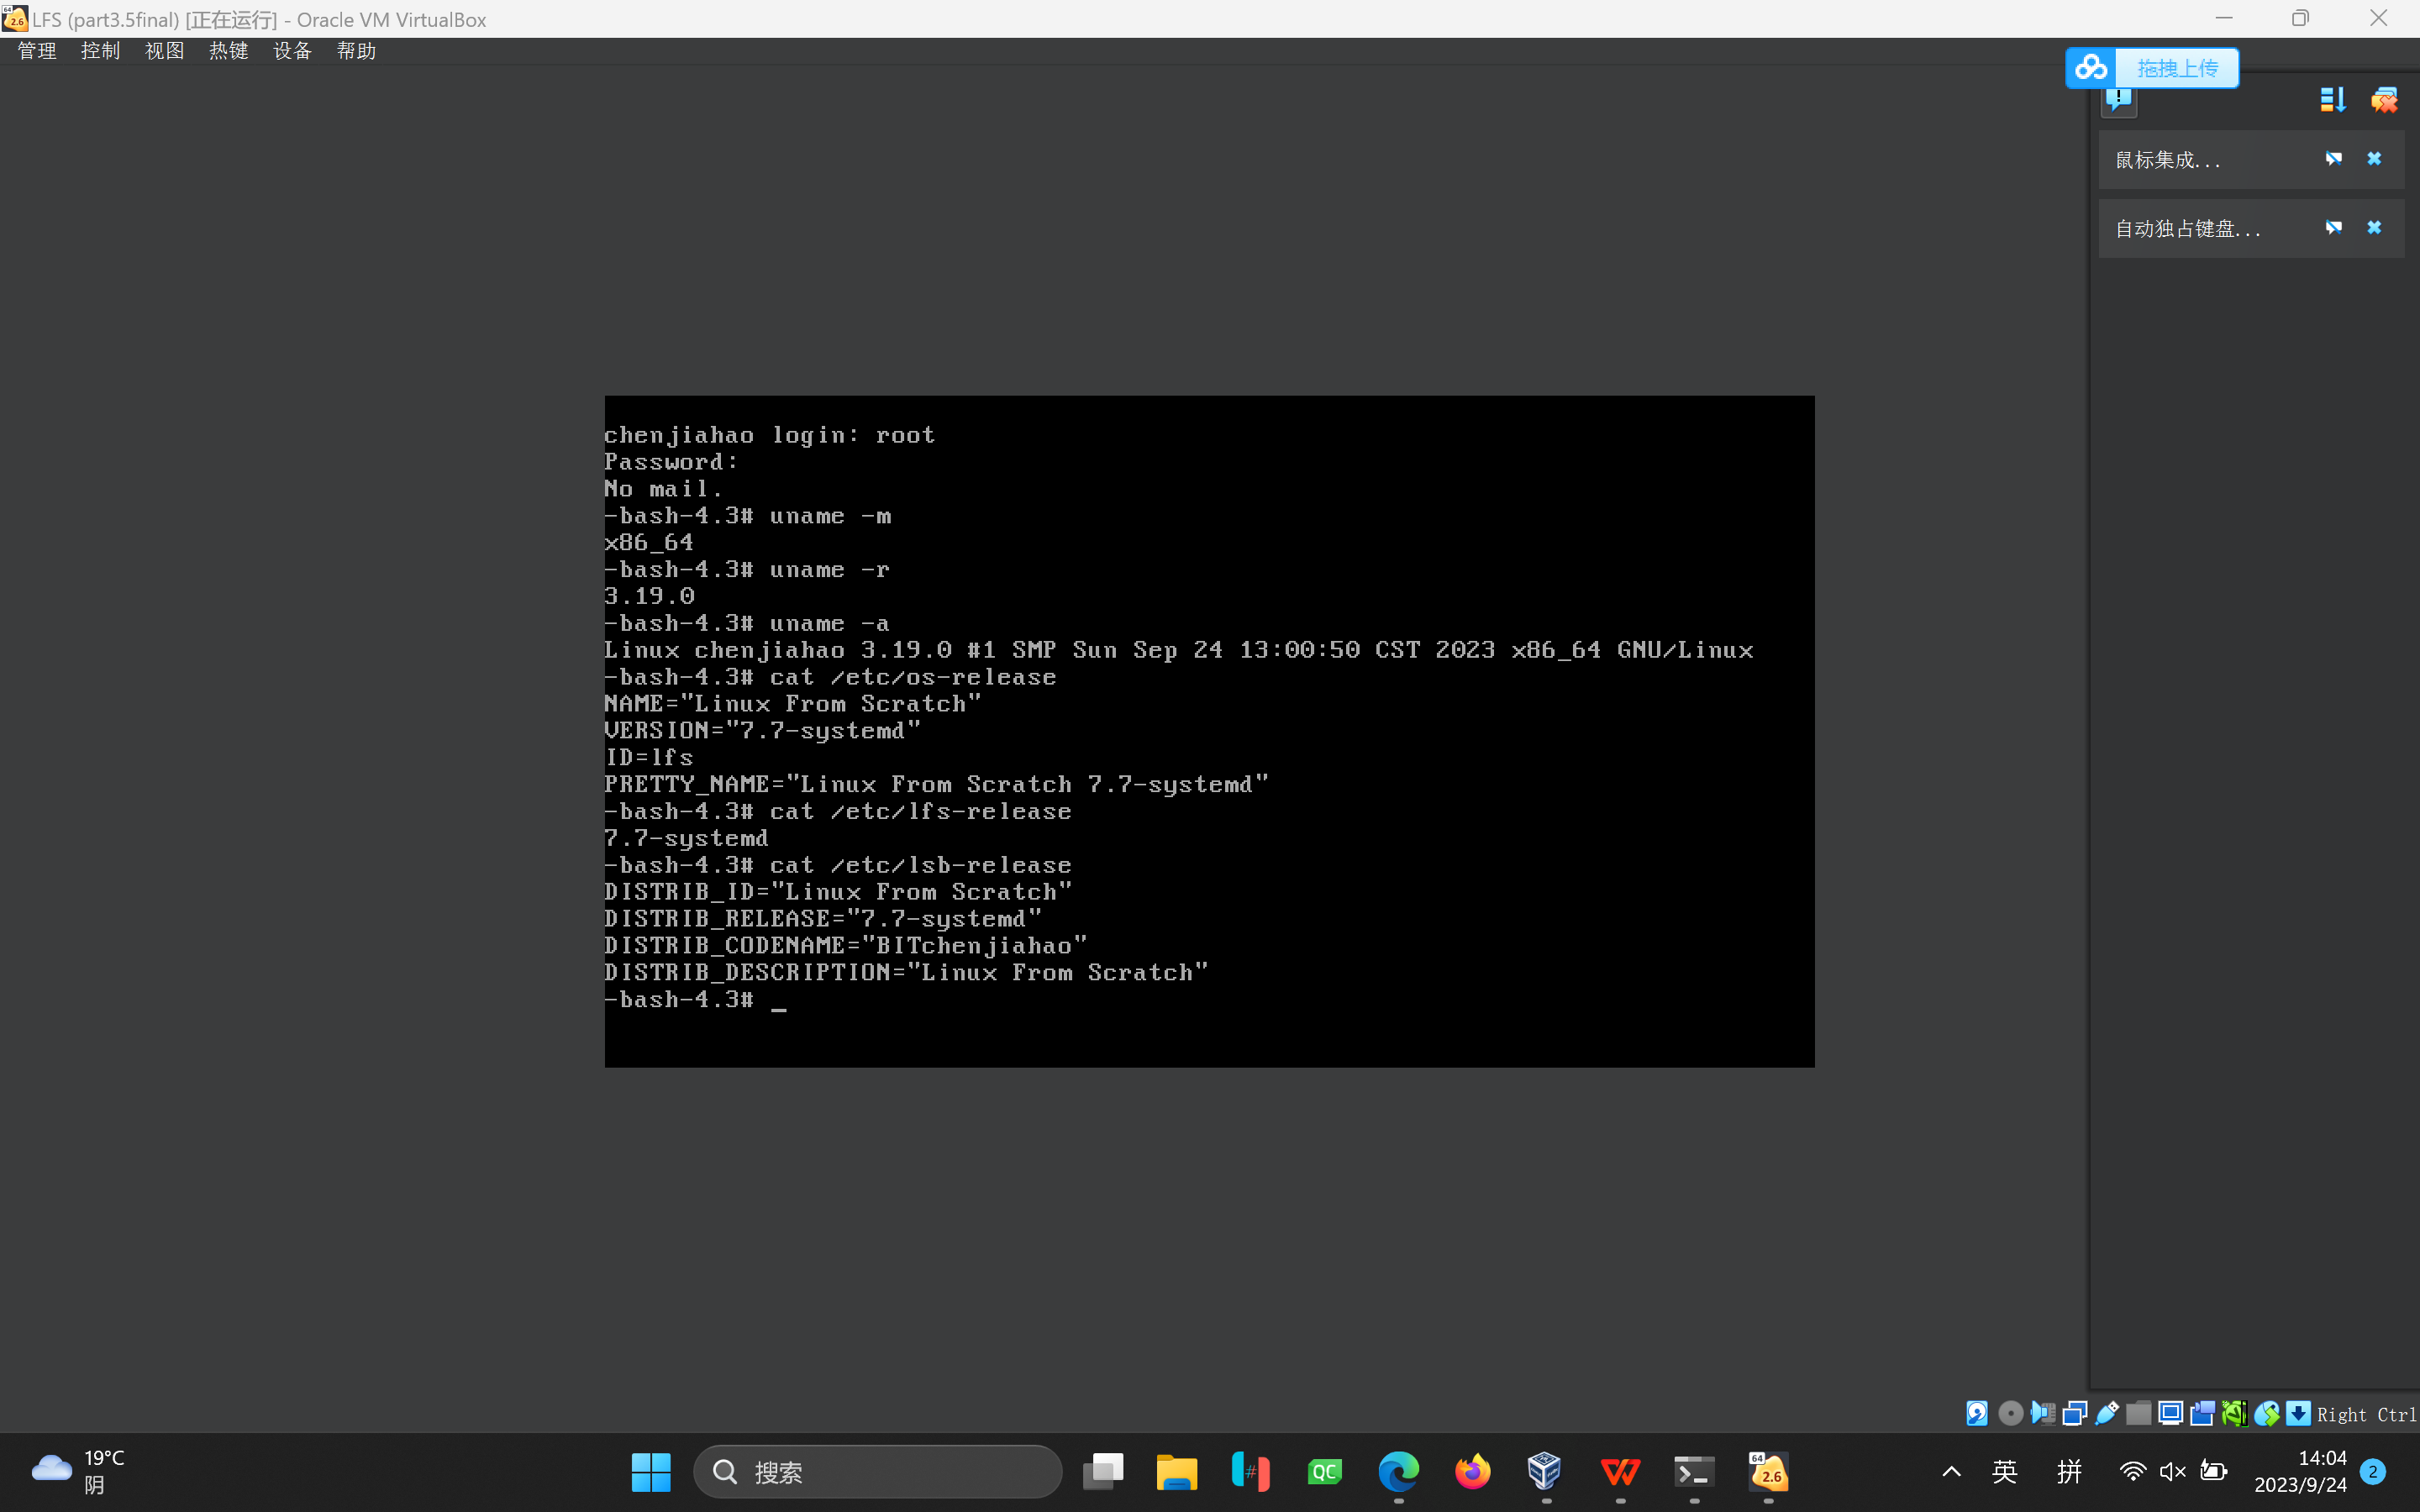 LFS (part3.5final) [正在运行] - Oracle VM VirtualBox
管理 控制 视图 热键 设备 帮助
拖拽上传
鼠标集成...
自动独占键盘...
chenjiahao login: root
Password:
No mail.
-bash-4.3# uname -m
x86_64
-bash-4.3# uname -r
3.19.0
-bash-4.3# uname -a
Linux chenjiahao 3.19.0 #1 SMP Sun Sep 24 13:00:50 CST 2023 x86_64 GNU/Linux
-bash-4.3# cat /etc/os-release
NAME="Linux From Scratch"
VERSION="7.7-systemd"
ID=lfs
PRETTY_NAME="Linux From Scratch 7.7-systemd"
-bash-4.3# cat /etc/lfs-release
7.7-systemd
-bash-4.3# cat /etc/lsb-release
DISTRIB_ID="Linux From Scratch"
DISTRIB_RELEASE="7.7-systemd"
DISTRIB_CODENAME="BITchenjiahao"
DISTRIB_DESCRIPTION="Linux From Scratch"
-bash-4.3# _
Right Ctrl
19°C
阴
搜索
QC
64
2.6
英
拼
14:04
2023/9/24
2